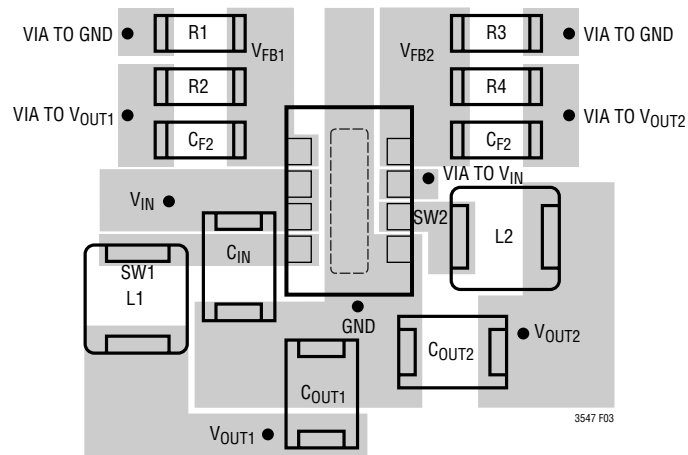 VIA TO GND
R1
VFB1
VFB2
R3
VIA TO GND
R2
R4
VIA TO VOUT1
VIA TO VOUT2
CF2
CF2
VIA TO VIN
VIN
SW2
L2
CIN
SW1
L1
GND
VOUT2
COUT2
COUT1
VOUT1
3547 F03